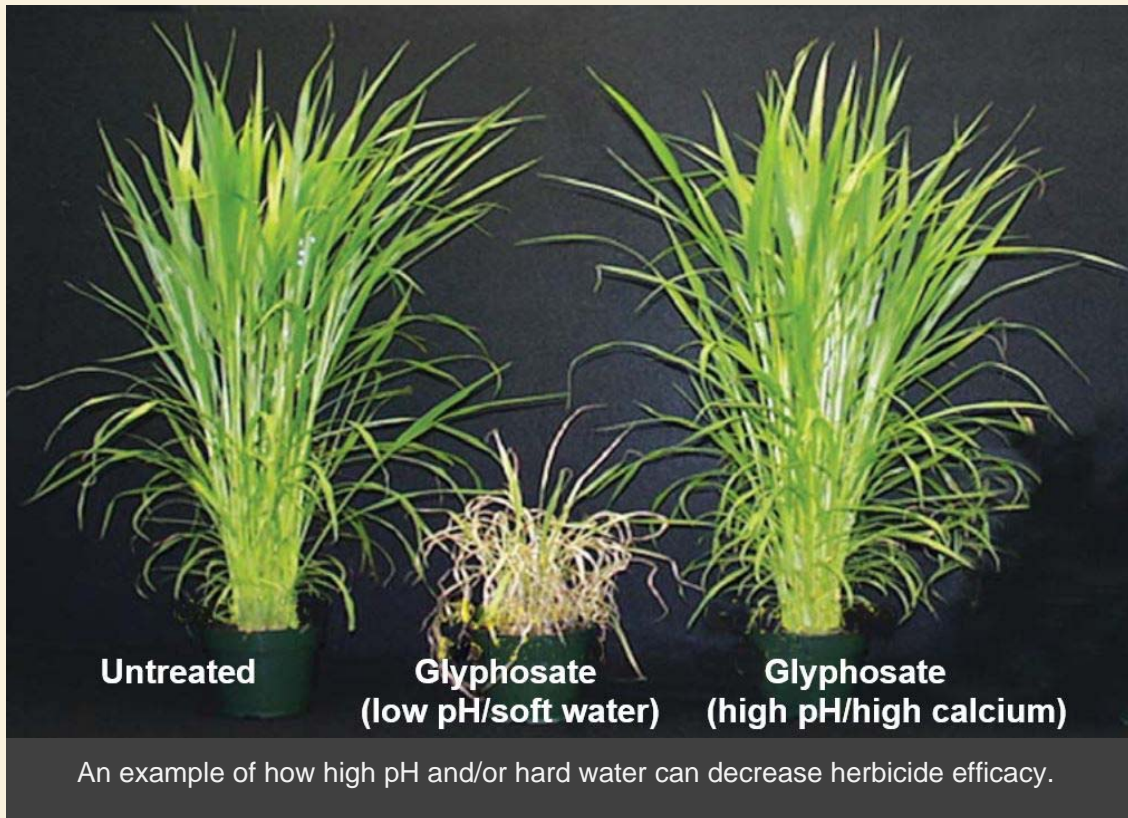 Untreated
Glyphosate
(low pH/soft water)
Glyphosate
(high pH/high calcium)
An example of how high pH and/or hard water can decrease herbicide efficacy.